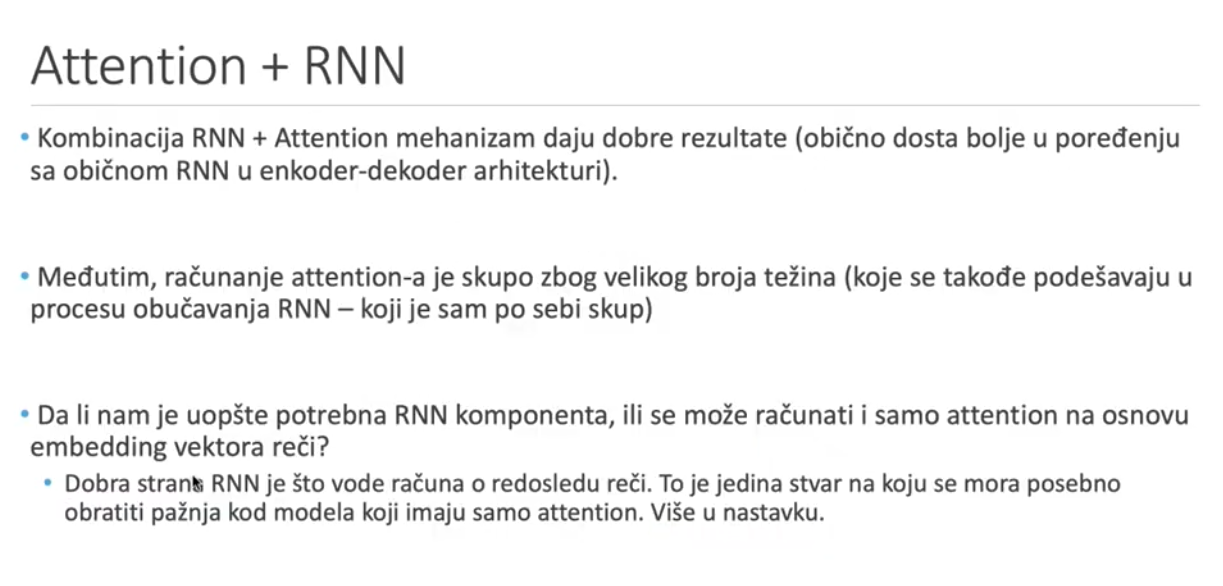 Attention + RNN
• Kombinacija RNN + Attention mehanizam daju dobre rezultate (obično dosta bolje u poređenju
sa običnom RNN u enkoder-dekoder arhitekturi).
• Međutim, računanje attention-a je skupo zbog velikog broja težina (koje se takođe podešavaju u
procesu obučavanja RNN – koji je sam po sebi skup)
• Da li nam je uopšte potrebna RNN komponenta, ili se može računati i samo attention na osnovu
embedding vektora reči?
• Dobra strana RNN je što vode računa o redosledu reči. To je jedina stvar na koju se mora posebno
obratiti pažnja kod modela koji imaju samo attention. Više u nastavku.